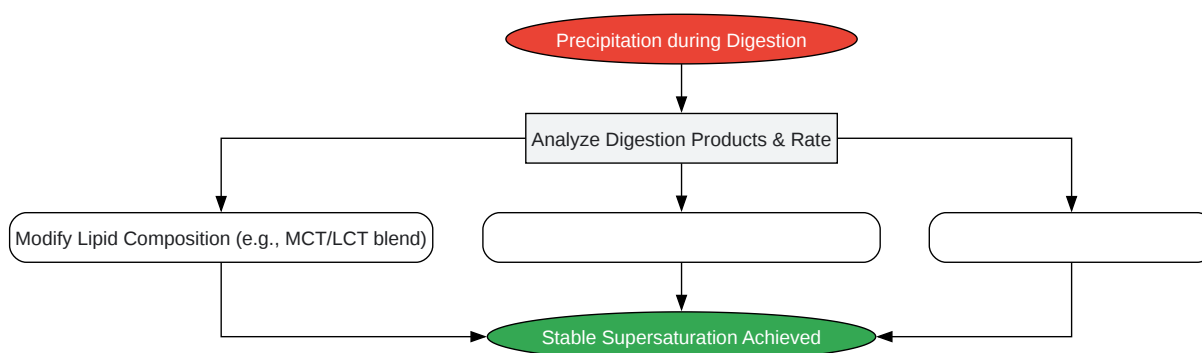 Precipitation during Digestion
Analyze Digestion Products & Rate
Modify Lipid Composition (e.g., MCT/LCT blend)
Stable Supersaturation Achieved